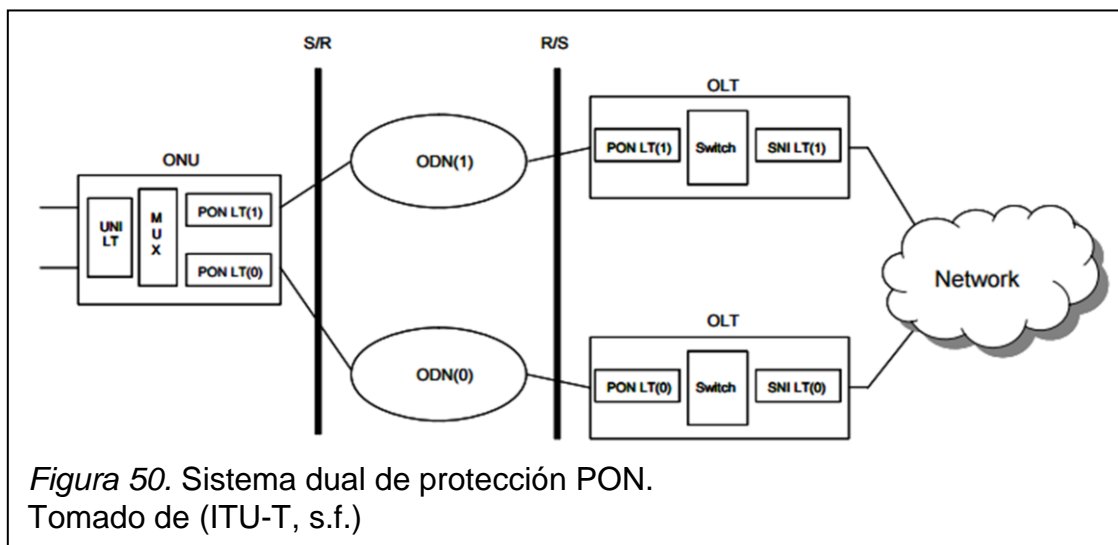 S/R
R/S
OLT
PON LT(1)
Switch
SNI LT(1)
ODN(1)
ONU
UNI LT
MUX
PON LT(1)
PON LT(0)
Network
OLT
ODN(0)
PON LT(0)
Switch
SNI LT(0)
Figura 50. Sistema dual de protección PON.
Tomado de (ITU-T, s.f.)